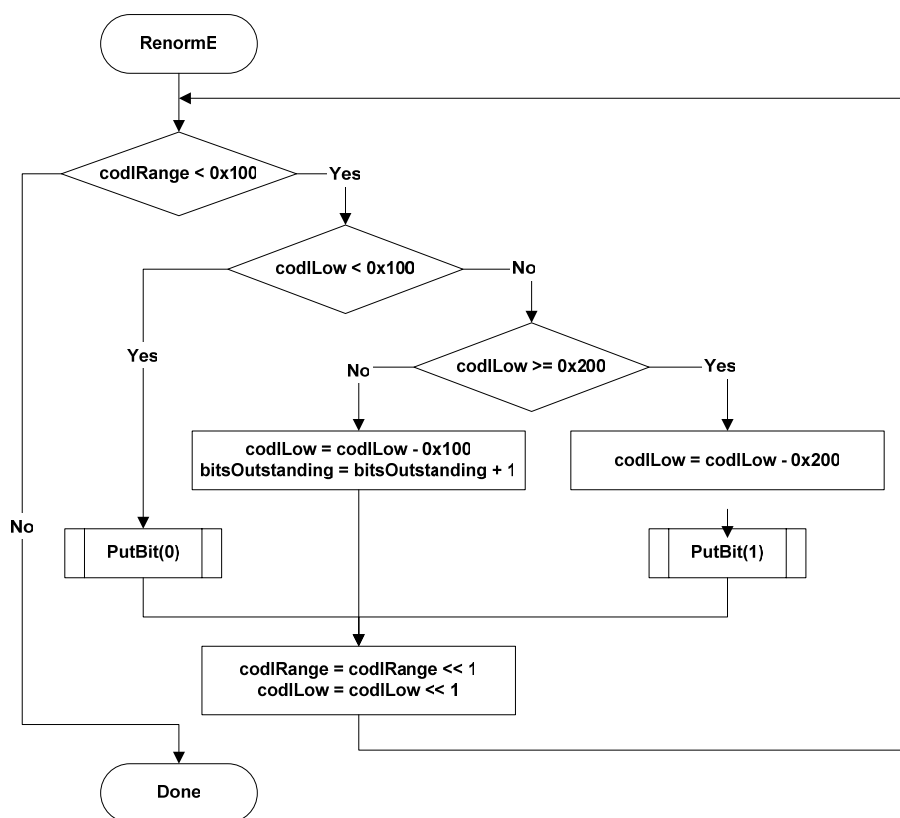 RenormE
codIRange < 0x100
Yes
codILow < 0x100
No
Yes
codILow >= 0x200
No
Yes
codILow = codILow - 0x100
bitsOutstanding = bitsOutstanding + 1
codILow = codILow - 0x200
No
PutBit(0)
PutBit(1)
codIRange = codIRange << 1
codILow = codILow << 1
Done